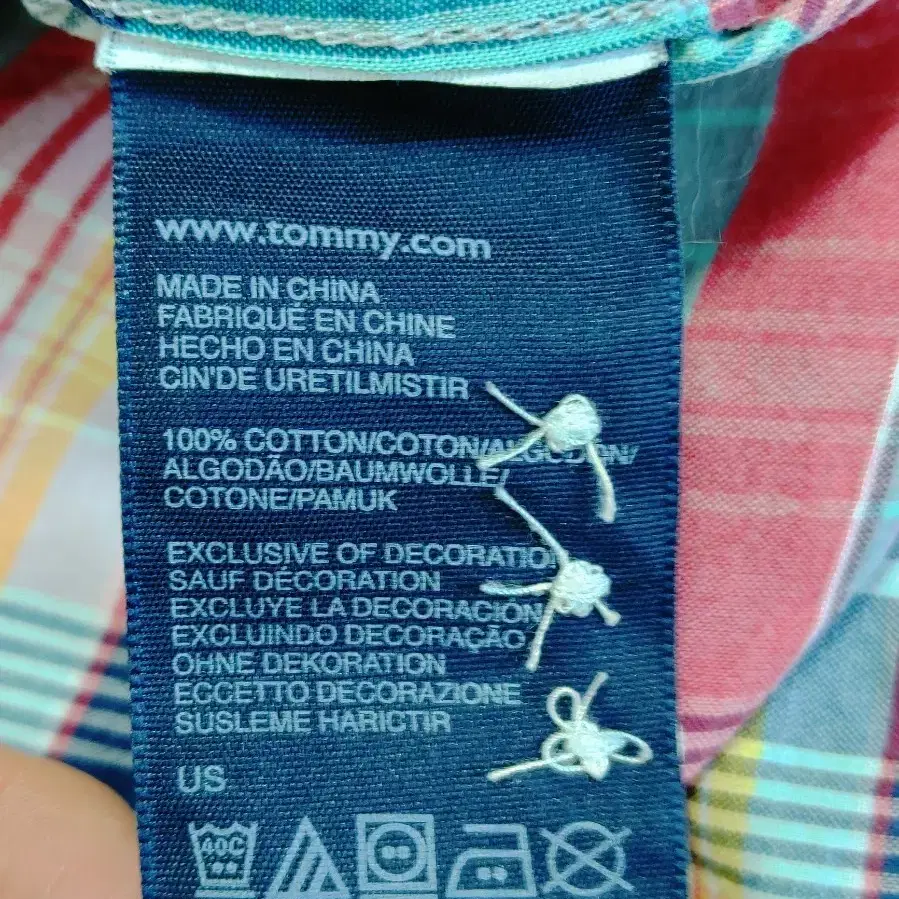 www.tommy.com
MADE IN CHINA
FABRIQUÉ EN CHINE
HECHO EN CHINA
CIN'DE URETILMISTIR
100% COTTON/COTON/ALGODON/
ALGODÃO/BAUMWOLLE/
COTONE/PAMUK
EXCLUSIVE OF DECORATIO
SAUF DÉCORATION
EXCLUYE LA DECORACIÓN
EXCLUINDO DECORAÇÃO
OHNE DEKORATION
ECCETTO DECORAZIONE
SUSLEME HARICTIR
US
40C